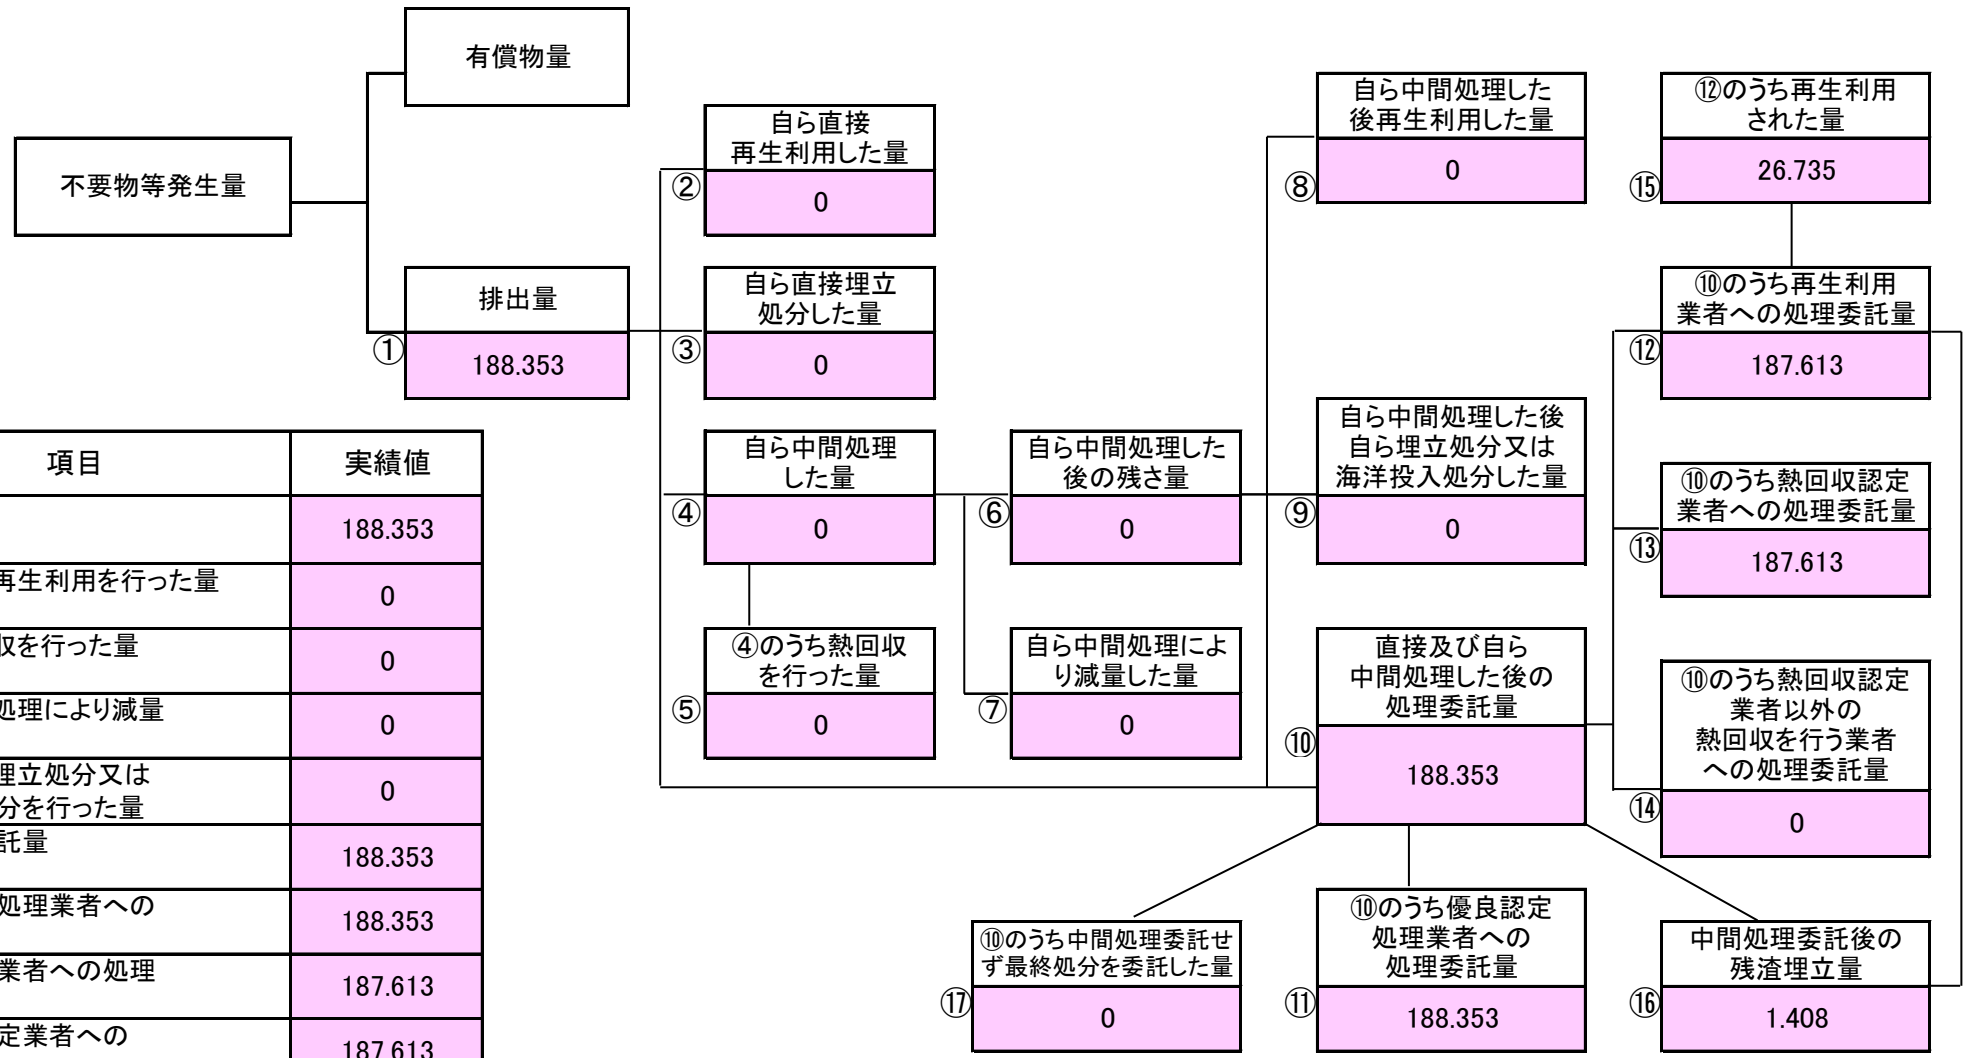 有償物量
不要物等発生量
排出量
①
188.353
自ら直接
再生利用した量
②
0
自ら直接埋立
処分した量
③
0
自ら中間処理
した量
④
0
④のうち熱回収
を行った量
⑤
0
自ら中間処理した
後の残さ量
⑥
0
自ら中間処理によ
り減量した量
⑦
0
自ら中間処理した
後再生利用した量
⑧
0
自ら中間処理した後
自ら埋立処分又は
海洋投入処分した量
⑨
0
直接及び自ら
中間処理した後の
処理委託量
⑩
188.353
⑫のうち再生利用
された量
⑮
26.735
⑩のうち再生利用
業者への処理委託量
⑫
187.613
⑩のうち熱回収認定
業者への処理委託量
⑬
187.613
⑩のうち熱回収認定
業者以外の
熱回収を行う業者
への処理委託量
⑭
0
⑩のうち中間処理委託せ
ず最終処分を委託した量
⑰
0
⑩のうち優良認定
処理業者への
処理委託量
⑪
188.353
中間処理委託後の
残渣埋立量
⑯
1.408
項目 実績値
188.353
再生利用を行った量
0
収を行った量
0
処理により減量
0
埋立処分又は
分を行った量
0
託量
188.353
処理業者への
188.353
業者への処理
187.613
定業者への
187.613